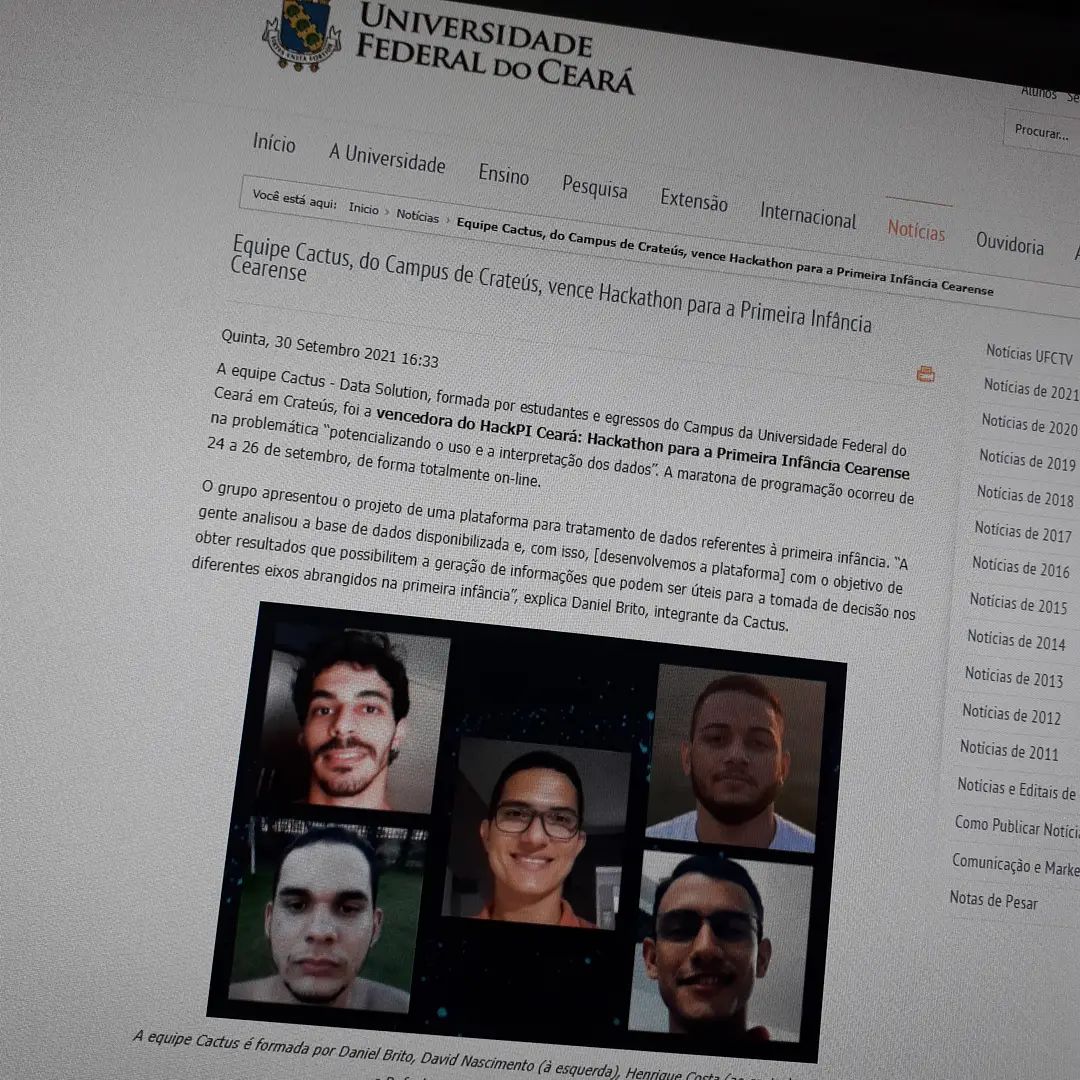 UNIVERSIDADE
FEDERAL DO CEARÁ
Alunos
Procurar...
Início A Universidade Ensino Pesquisa Extensão Internacional Notícias Ouvidoria
Você está aqui: Inicio › Notícias › Equipe Cactus, do Campus de Crateús, vence Hackathon para a Primeira Infância Cearense
Equipe Cactus, do Campus de Crateús, vence Hackathon para a Primeira Infância
Cearense
Quinta, 30 Setembro 2021 16:33
A equipe Cactus - Data Solution, formada por estudantes e egressos do Campus da Universidade Federal do
Ceará em Crateús, foi a vencedora do HackPI Ceará: Hackathon para a Primeira Infância Cearense
na problemática "potencializando o uso e a interpretação dos dados". A maratona de programação ocorreu de
24 a 26 de setembro, de forma totalmente on-line.
O grupo apresentou o projeto de uma plataforma para tratamento de dados referentes à primeira infância. "A
gente analisou a base de dados disponibilizada e, com isso, [desenvolvemos a plataforma] com o objetivo de
obter resultados que possibilitem a geração de informações que podem ser úteis para a tomada de decisão nos
diferentes eixos abrangidos na primeira infância", explica Daniel Brito, integrante da Cactus.
A equipe Cactus é formada por Daniel Brito, David Nascimento (à esquerda), Henrique Costa
Notícias UFCTV
Notícias de 2021
Notícias de 2020
Notícias de 2019
Notícias de 2018
Notícias de 2017
Notícias de 2016
Notícias de 2015
Notícias de 2014
Notícias de 2013
Notícias de 2012
Notícias de 2011
Notícias e Editais de
Como Publicar
Comunicação e
Notas de Pesar